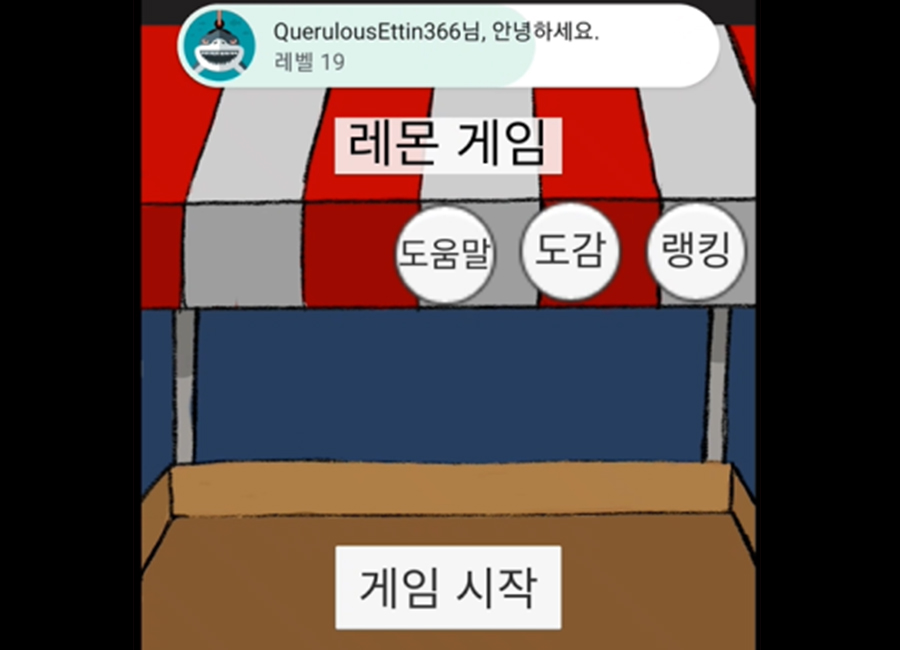 QuerulousEttin366님, 안녕하세요.
레벨 19
레몬 게임
도움말 도감 랭킹
게임 시작